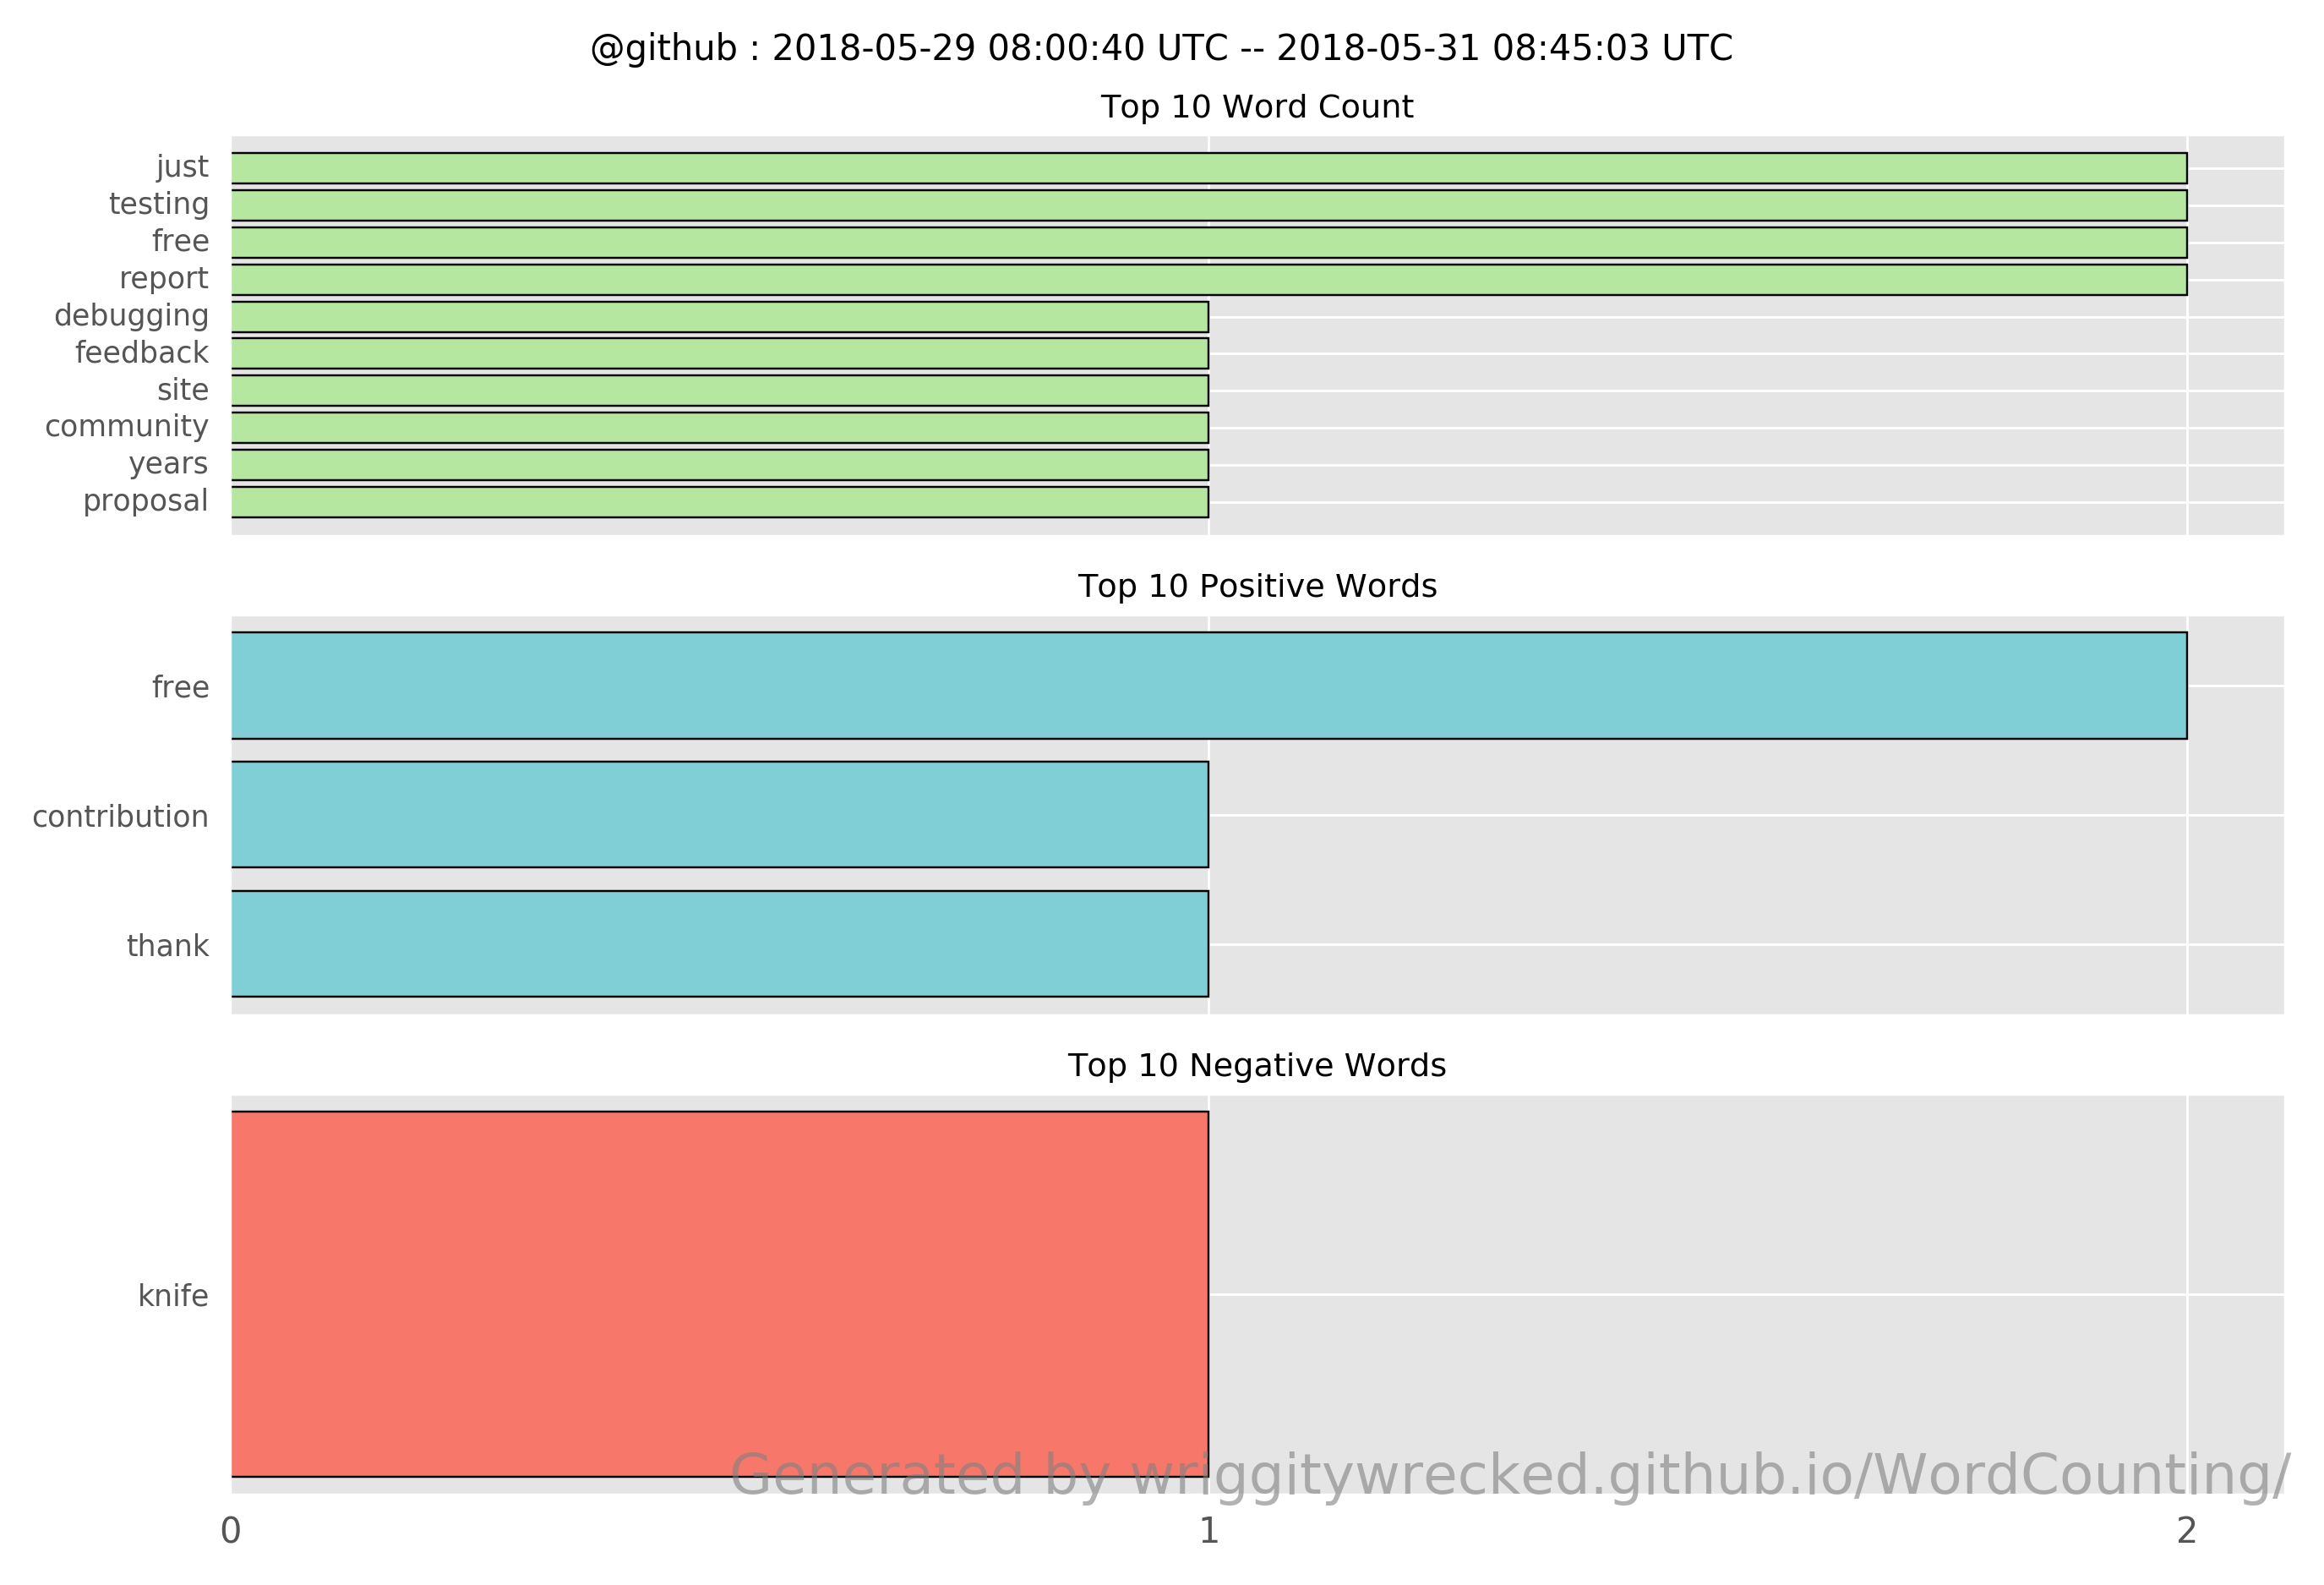 @github : 2018-05-29 08:00:40 UTC -- 2018-05-31 08:45:03 UTC
Top 10 Word Count
just
testing
free
report
debugging
feedback
site
community
years
proposal
Top 10 Positive Words
free
contribution
thank
Top 10 Negative Words
knife
Generated by wriggitywrecked.github.io/WordCounting/
0 1 2